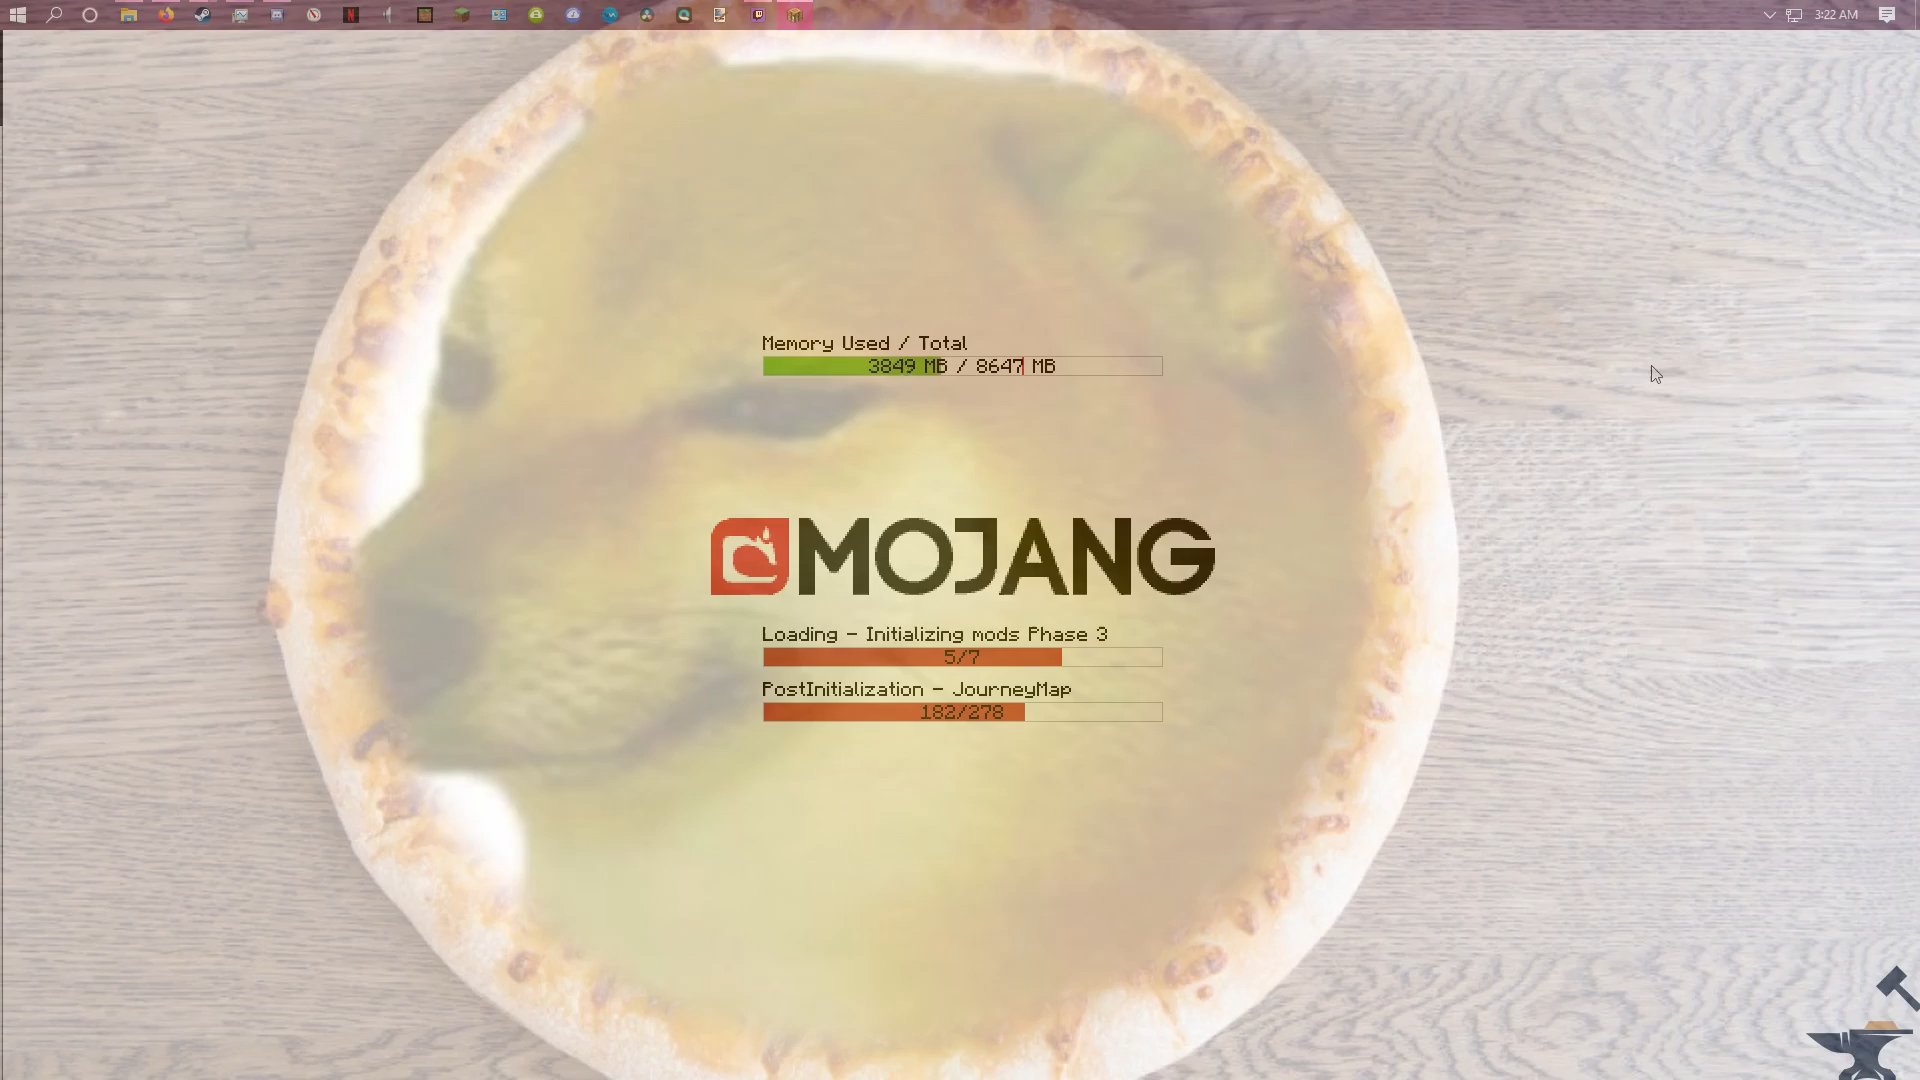 3:22 AM
Memory Used / Total
3849 MB / 8647 MB
MOJANG
Loading - Initializing mods Phase 3
5/7
PostInitialization - JourneyMap
182/278